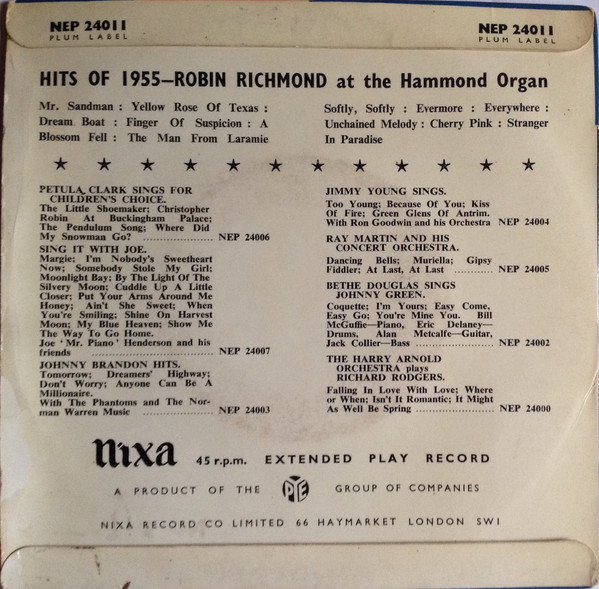 NEP 24011
PLUM LABEL
NEP 24011
PLUM LABEL
HITS OF 1955—ROBIN RICHMOND at the Hammond Organ
Mr. Sandman : Yellow Rose Of Texas :
Dream Boat : Finger Of Suspicion : A
Blossom Fell : The Man From Laramie
Softly, Softly : Evermore : Everywhere :
Unchained Melody : Cherry Pink : Stranger
In Paradise
PETULA CLARK SINGS FOR
CHILDREN'S CHOICE.
The Little Shoemaker; Christopher
Robin At Buckingham Palace;
The Pendulum Song; Where Did
My Snowman Go? .................. NEP 24006
SING IT WITH JOE.
Margie; I'm Nobody's Sweetheart
Now; Somebody Stole My Girl;
Moonlight Bay; By The Light Of The
Silvery Moon; Cuddle Up A Little
Closer; Put Your Arms Around Me
Honey; Ain't She Sweet; When
You're Smiling; Shine On Harvest
Moon; My Blue Heaven; Show Me
The Way To Go Home.
Joe ' Mr. Piano ' Henderson and his
friends .............................. NEP 24007
JOHNNY BRANDON HITS.
Tomorrow; Dreamers' Highway;
Don't Worry; Anyone Can Be A
Millionaire.
With The Phantoms and The Nor-
man Warren Music .................. NEP 24003
JIMMY YOUNG SINGS.
Too Young; Because Of You; Kiss
Of Fire; Green Glens Of Antrim.
With Ron Goodwin and his Orchestra NEP 24004
RAY MARTIN AND HIS
CONCERT ORCHESTRA.
Dancing Bells; Muriella; Gipsy
Fiddler; At Last, At Last .......... NEP 24005
BETHE DOUGLAS SINGS
JOHNNY GREEN.
Coquette; I'm Yours; Easy Come,
Easy Go; You're Mine You. Bill
McGuffie—Piano, Eric Delaney—
Drums. Alan Metcalfe—Guitar,
Jack Collier—Bass .................. NEP 24002
THE HARRY ARNOLD
ORCHESTRA plays
RICHARD RODGERS.
Falling In Love With Love; Where
or When; Isn't It Romantic; It Might
As Well Be Spring .................. NEP 24000
nixa 45 r.p.m. EXTENDED PLAY RECORD
A PRODUCT OF THE PYE GROUP OF COMPANIES
NIXA RECORD CO LIMITED 66 HAYMARKET LONDON SW1